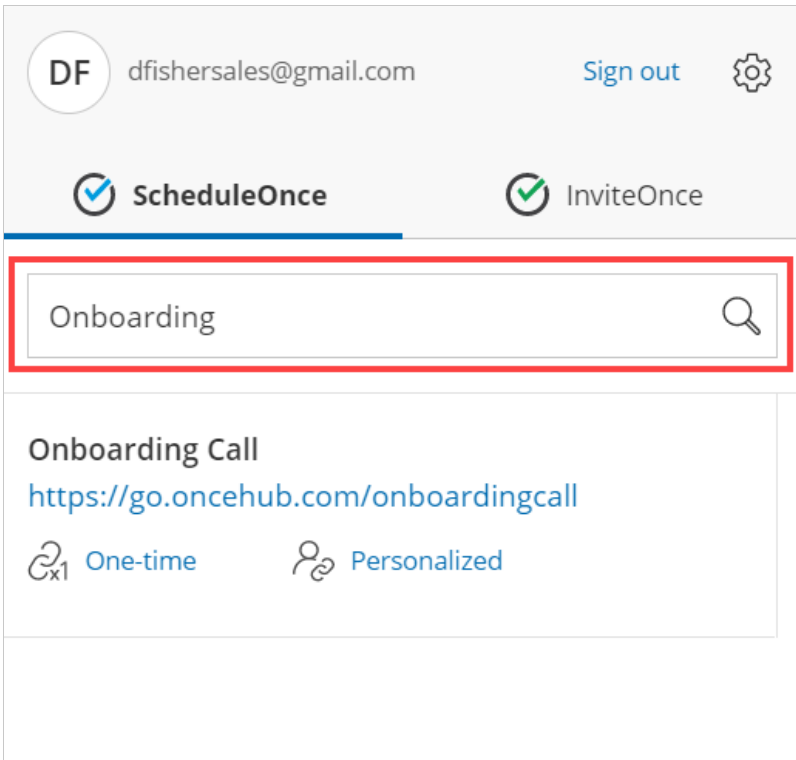 DF dfishersales@gmail.com Sign out
ScheduleOnce InviteOnce
Onboarding
Onboarding Call
https://go.oncehub.com/onboardingcall
x1 One-time Personalized